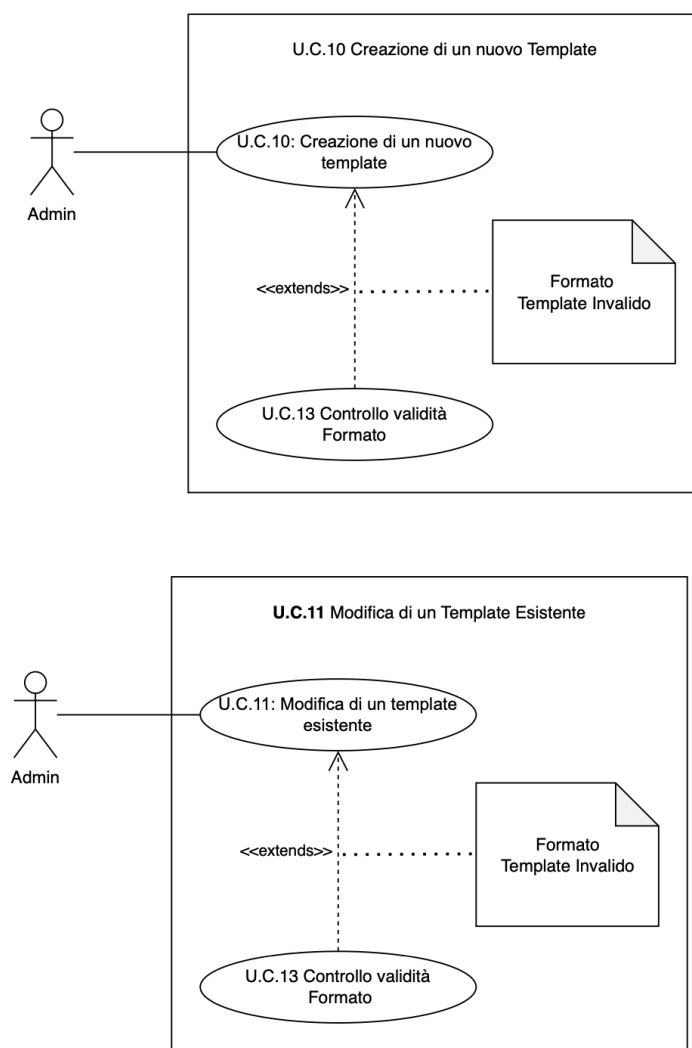 U.C.10 Creazione di un nuovo Template
U.C.10: Creazione di un nuovo
template
Admin
Formato
Template Invalido
<<extends>>
U.C.13 Controllo validità
Formato
U.C.11 Modifica di un Template Esistente
U.C.11: Modifica di un template
esistente
Admin
Formato
Template Invalido
<<extends>>
U.C.13 Controllo validità
Formato